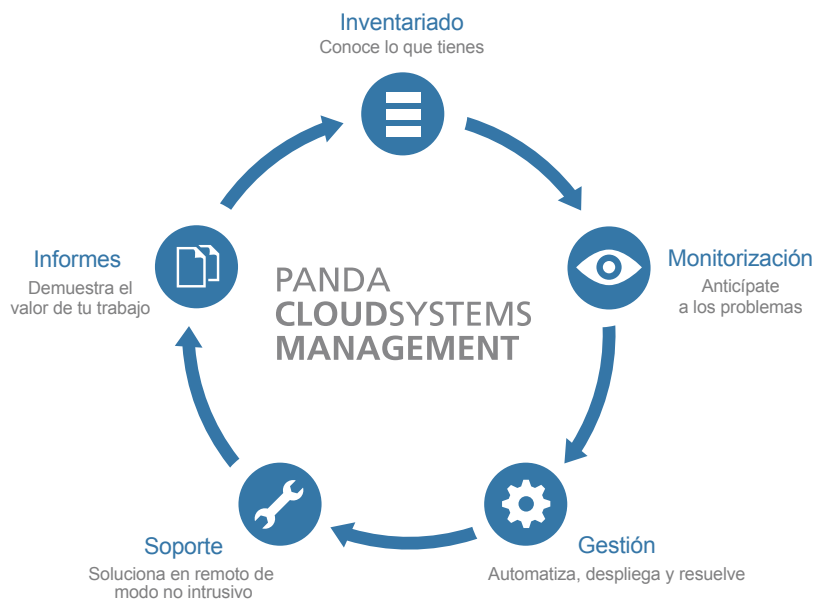 Inventariado
Conoce lo que tienes
Monitorización
Anticípate
a los problemas
Gestión
Automatiza, despliega y resuelve
Soporte
Soluciona en remoto de
modo no intrusivo
Informes
Demuestra el
valor de tu trabajo
PANDA
CLOUDSYSTEMS
MANAGEMENT